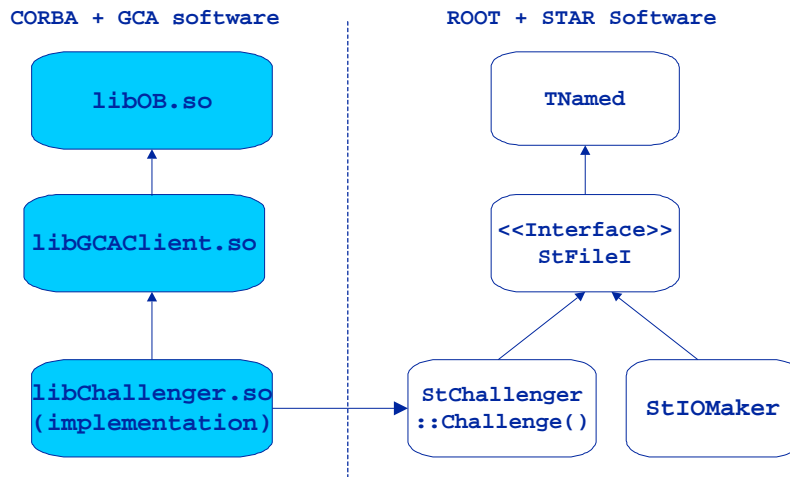 CORBA + GCA software
ROOT + STAR Software
libOB.so
TNamed
libGCAClient.so
<<Interface>>
StFileI
libChallenger.so
(implementation)
StChallenger
::Challenge()
StIOMaker